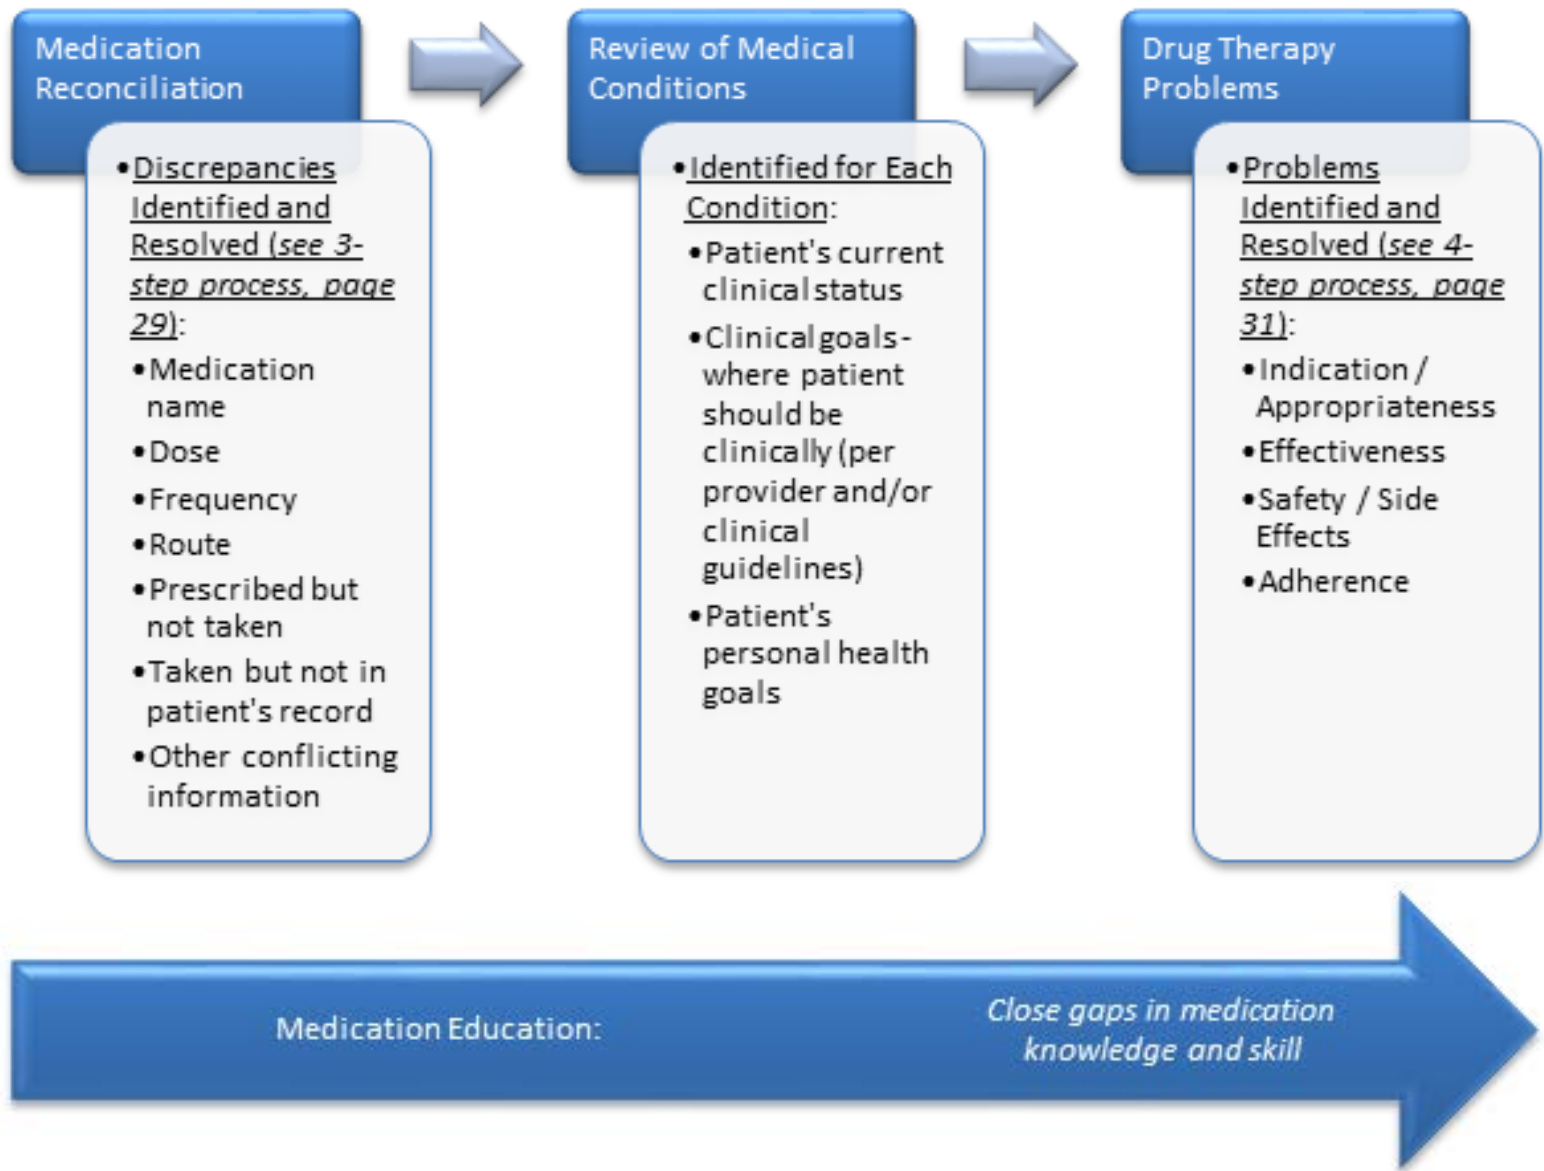 Medication
Reconciliation
•Discrepancies
Identified and
Resolved (see 3-
step process, page
29):
•Medication
name
•Dose
•Frequency
•Route
•Prescribed but
not taken
•Taken but not in
patient's record
•Other conflicting
information
Review of Medical
Conditions
•Identified for Each
Condition:
•Patient's current
clinical status
•Clinical goals-
where patient
should be
clinically (per
provider and/or
clinical
guidelines)
•Patient's
personal health
goals
Drug Therapy
Problems
•Problems
Identified and
Resolved (see 4-
step process, page
31):
•Indication /
Appropriateness
•Effectiveness
•Safety / Side
Effects
•Adherence
Medication Education:
Close gaps in medication
knowledge and skill